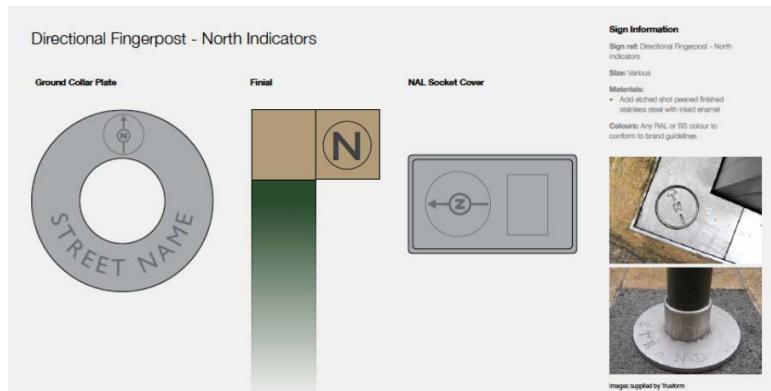 Directional Fingerpost - North Indicators
Ground Collar Plate
N
STREET NAME
Finial
N
NAL Socket Cover
N
Sign Information
Sign ref: Directional Fingerpost - North
Indicators
Size: Various
Materials:
• Acid etched shot peened finished
stainless steel with inlaid enamel
Colours: Any RAL or BS colour to
conform to brand guidelines
N
STRAND
Images supplied by Trueform